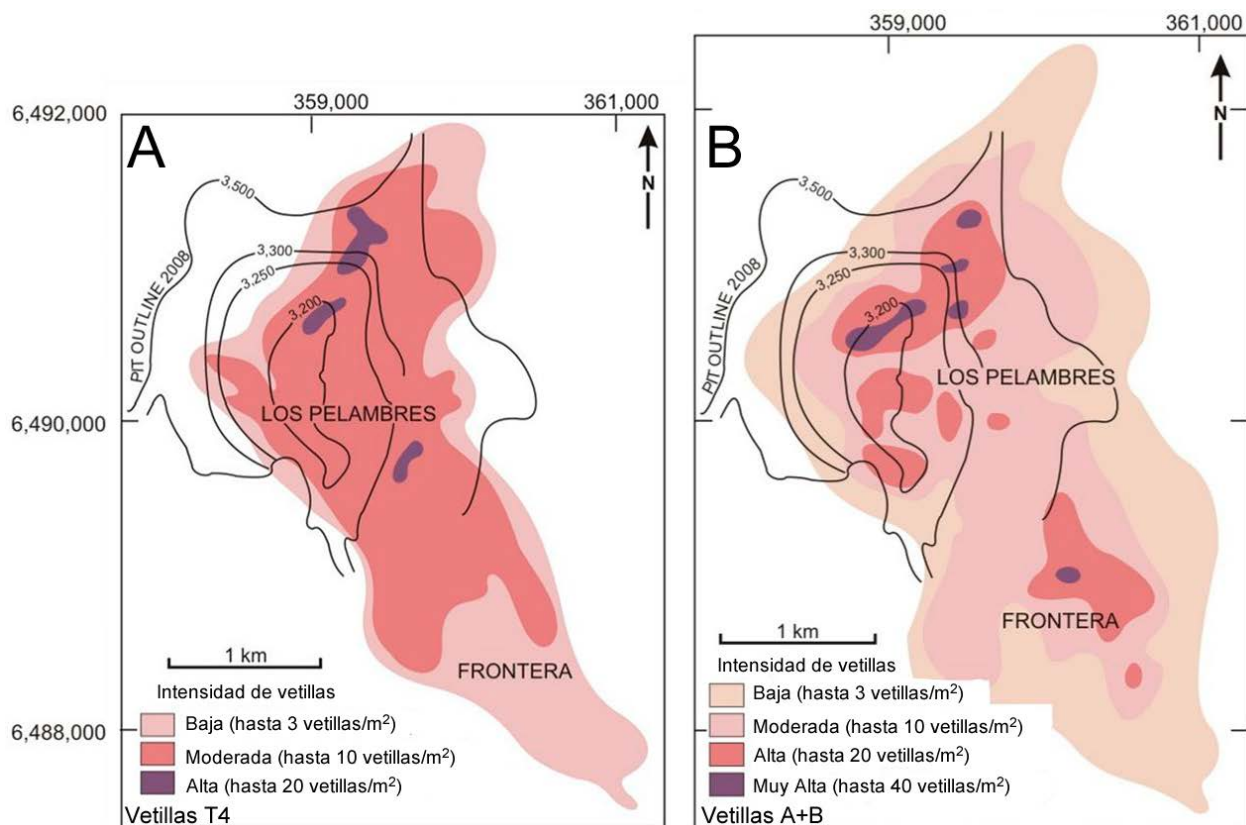 359,000 361,000
6,492,000
A
N
3,500
3,300
3,250
3,200
PIT OUTLINE 2008
6,490,000
LOS PELAMBRES
1 km
FRONTERA
Intensidad de vetillas
Baja (hasta 3 vetillas/m²)
6,488,000
Moderada (hasta 10 vetillas/m²)
Alta (hasta 20 vetillas/m²)
Vetillas T4
359,000 361,000
B
N
3,500
3,300
3,250
3,200
PIT OUTLINE 2008
LOS PELAMBRES
FRONTERA
1 km
Intensidad de vetillas
Baja (hasta 3 vetillas/m²)
Moderada (hasta 10 vetillas/m²)
Alta (hasta 20 vetillas/m²)
Muy Alta (hasta 40 vetillas/m²)
Vetillas A+B